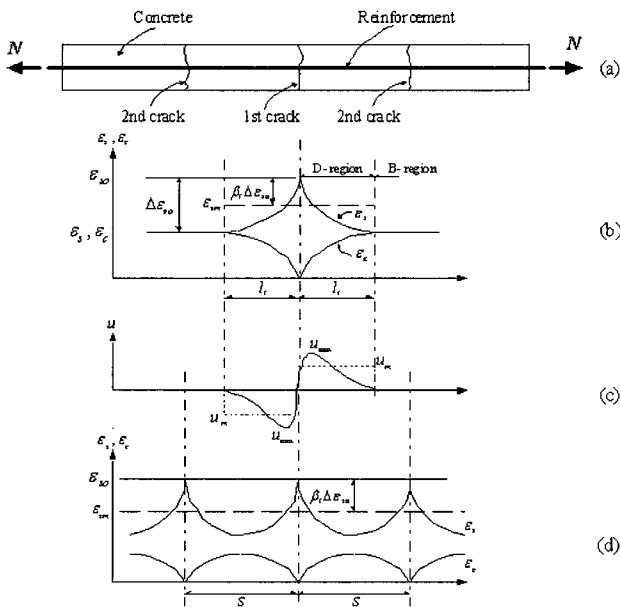 Concrete
Reinforcement
N
N
(a)
2nd crack
1st crack
2nd crack
ε_s , ε_c
D-region
B-region
ε_so
β_t Δε_so
Δε_so
ε_sm
ε_s
ε_s , ε_c
ε_c
(b)
l_t
l_t
u
u_max
u_m
(c)
u_m
u_max
ε_s , ε_c
ε_so
β_t Δε_so
ε_sm
ε_s
ε_c
(d)
S
S